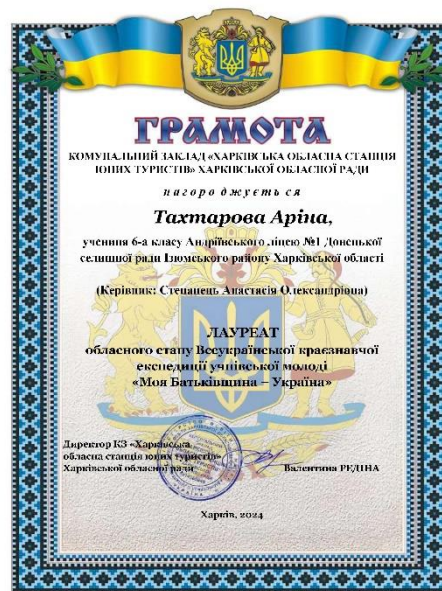 ГРАМОТА
КОМУНАЛЬНИЙ ЗАКЛАД «ХАРКІВСЬКА ОБЛАСНА СТАНЦІЯ
ЮНИХ ТУРИСТІВ» ХАРКІВСЬКОЇ ОБЛАСНОЇ РАДИ
нагороджується
Тахтарова Аріна,
учениця 6-а класу Андріївського ліцею №1 Донецької
селищної ради Ізюмського району Харківської області
(Керівник: Степанець Анастасія Олександрівна)
ЛАУРЕАТ
обласного етапу Всеукраїнської краєзнавчої
експедиції учнівської молоді
«Моя Батьківщина – Україна»
Директор КЗ «Харківська
обласна станція юних туристів»
Харківської обласної ради
Валентина РЕДІНА
Харків, 2024